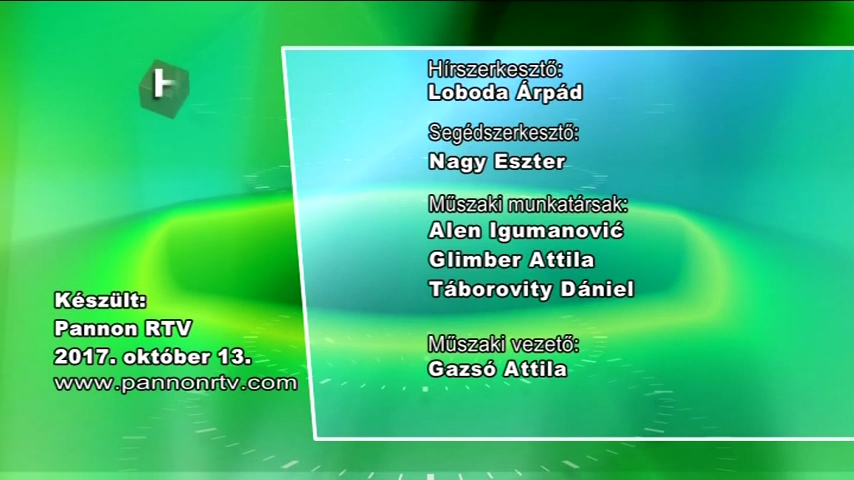 H
Hírszerkesztő:
Loboda Árpád
Segédszerkesztő:
Nagy Eszter
Műszaki munkatársak:
Alen Igumanović
Glimber Attila
Táborovity Dániel
Műszaki vezető:
Gazsó Attila
Készült:
Pannon RTV
2017. október 13.
www.pannonrtv.com